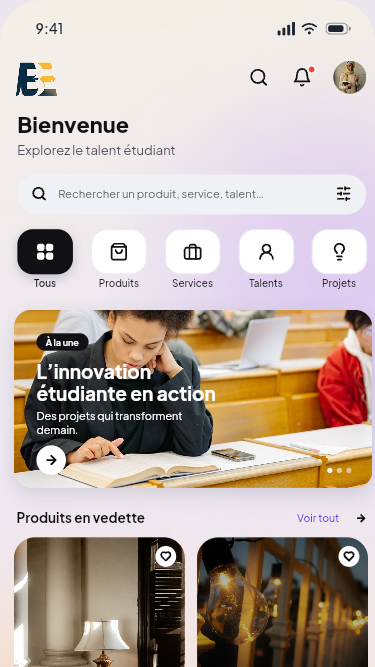 9:41
BE
Bienvenue
Explorez le talent étudiant
Rechercher un produit, service, talent...
Tous
Produits
Services
Talents
Projets
À la une
L'innovation
étudiante en action
Des projets qui transforment
demain.
Produits en vedette
Voir tout